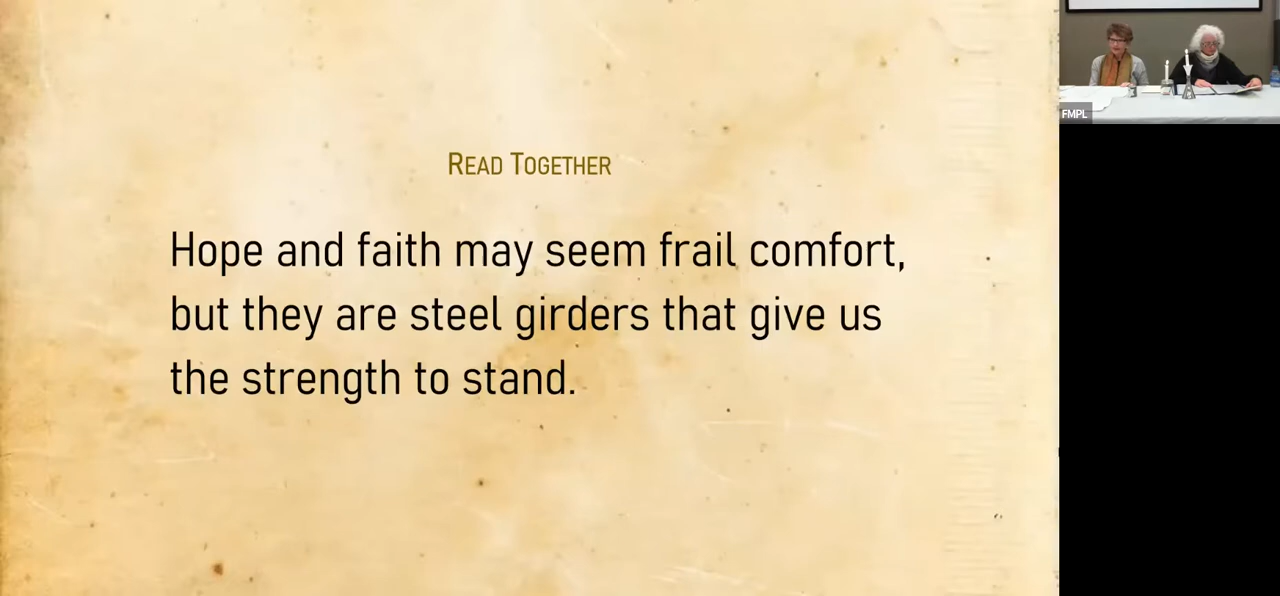 Read Together
Hope and faith may seem frail comfort,
but they are steel girders that give us
the strength to stand.
FMPL